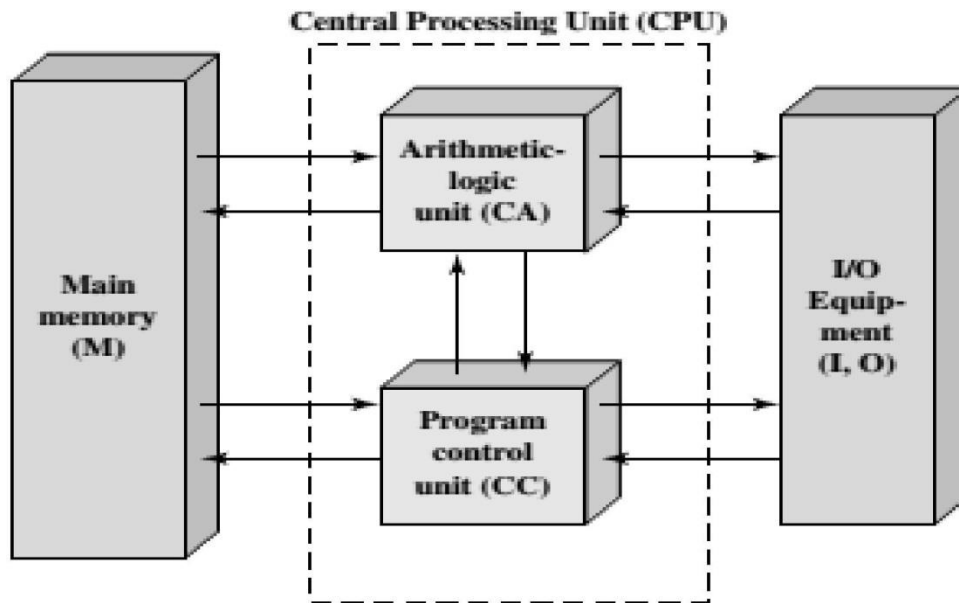 Central Processing Unit (CPU)
Main
memory
(M)
Arithmetic-
logic
unit (CA)
Program
control
unit (CC)
I/O
Equip-
ment
(I, O)